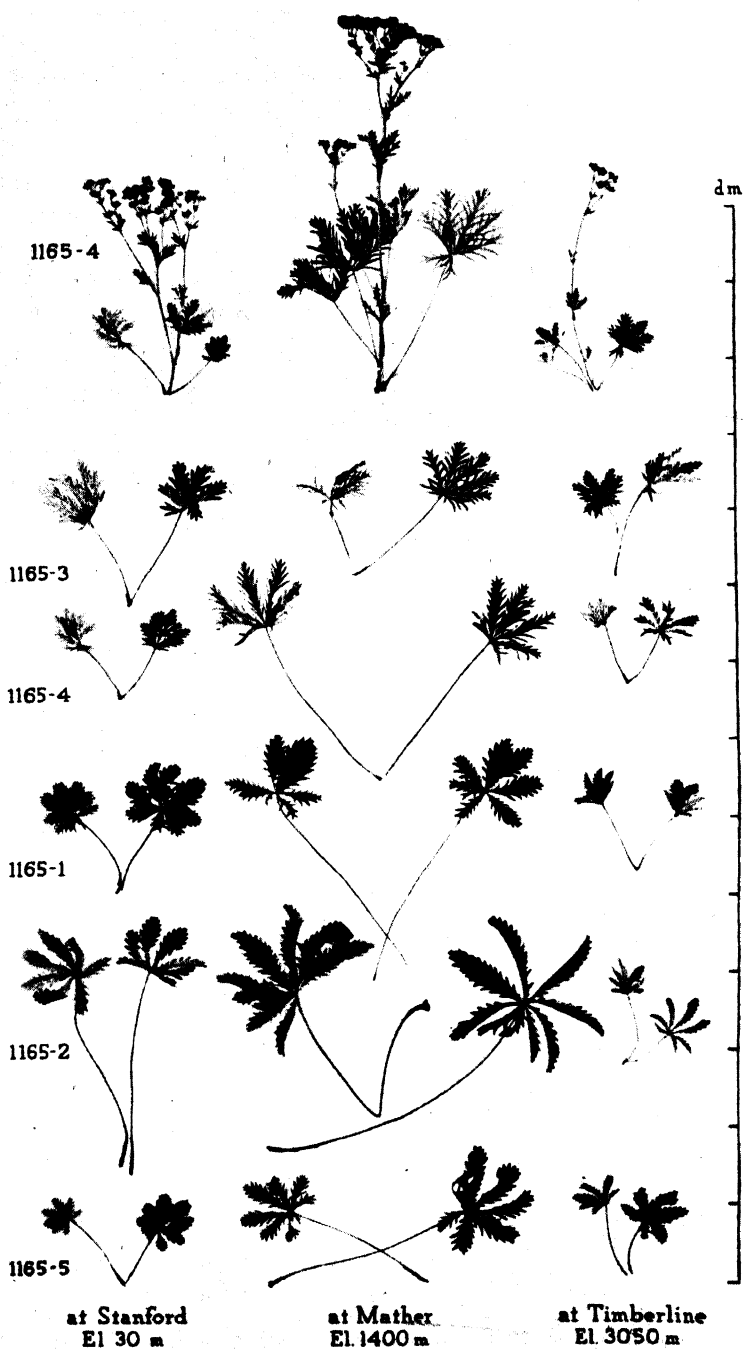 dm
1165-4
1165-3
1165-4
1165-1
1165-2
1165-5
at Stanford
El 30 m
at Mather
El. 1400 m
at Timberline
El. 3050 m